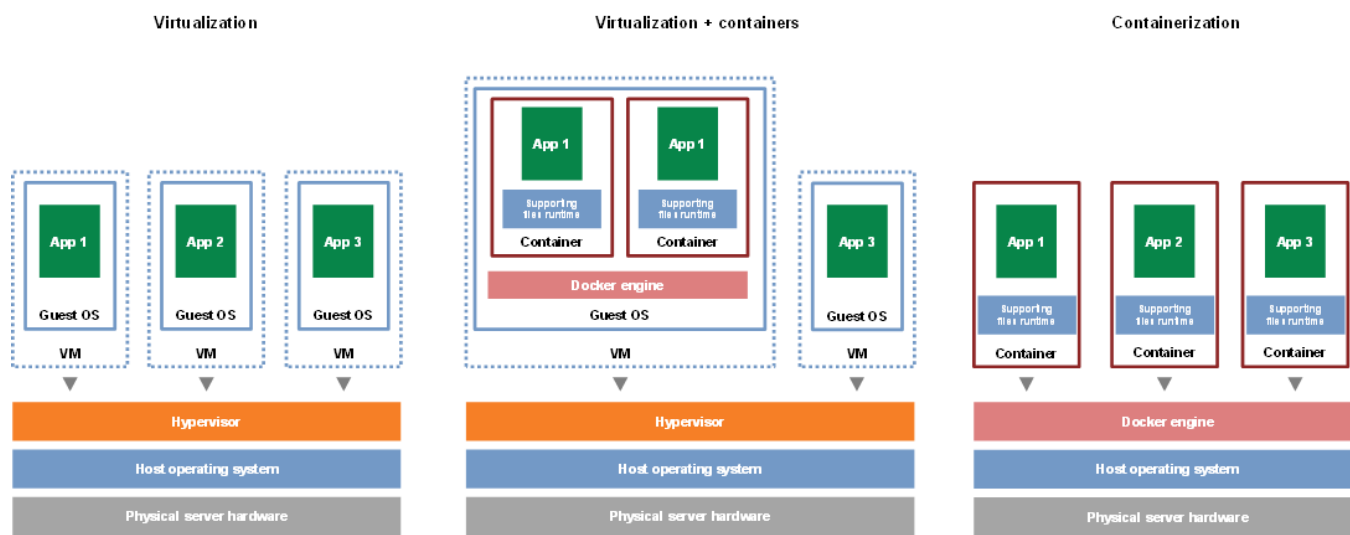 Virtualization
App 1
Guest OS
VM
App 2
Guest OS
VM
App 3
Guest OS
VM
Hypervisor
Host operating system
Physical server hardware
Virtualization + containers
App 1
Supporting
files runtime
Container
App 1
Supporting
files runtime
Container
Docker engine
Guest OS
VM
App 3
Guest OS
VM
Hypervisor
Host operating system
Physical server hardware
Containerization
App 1
Supporting
files runtime
Container
App 2
Supporting
files runtime
Container
App 3
Supporting
files runtime
Container
Docker engine
Host operating system
Physical server hardware